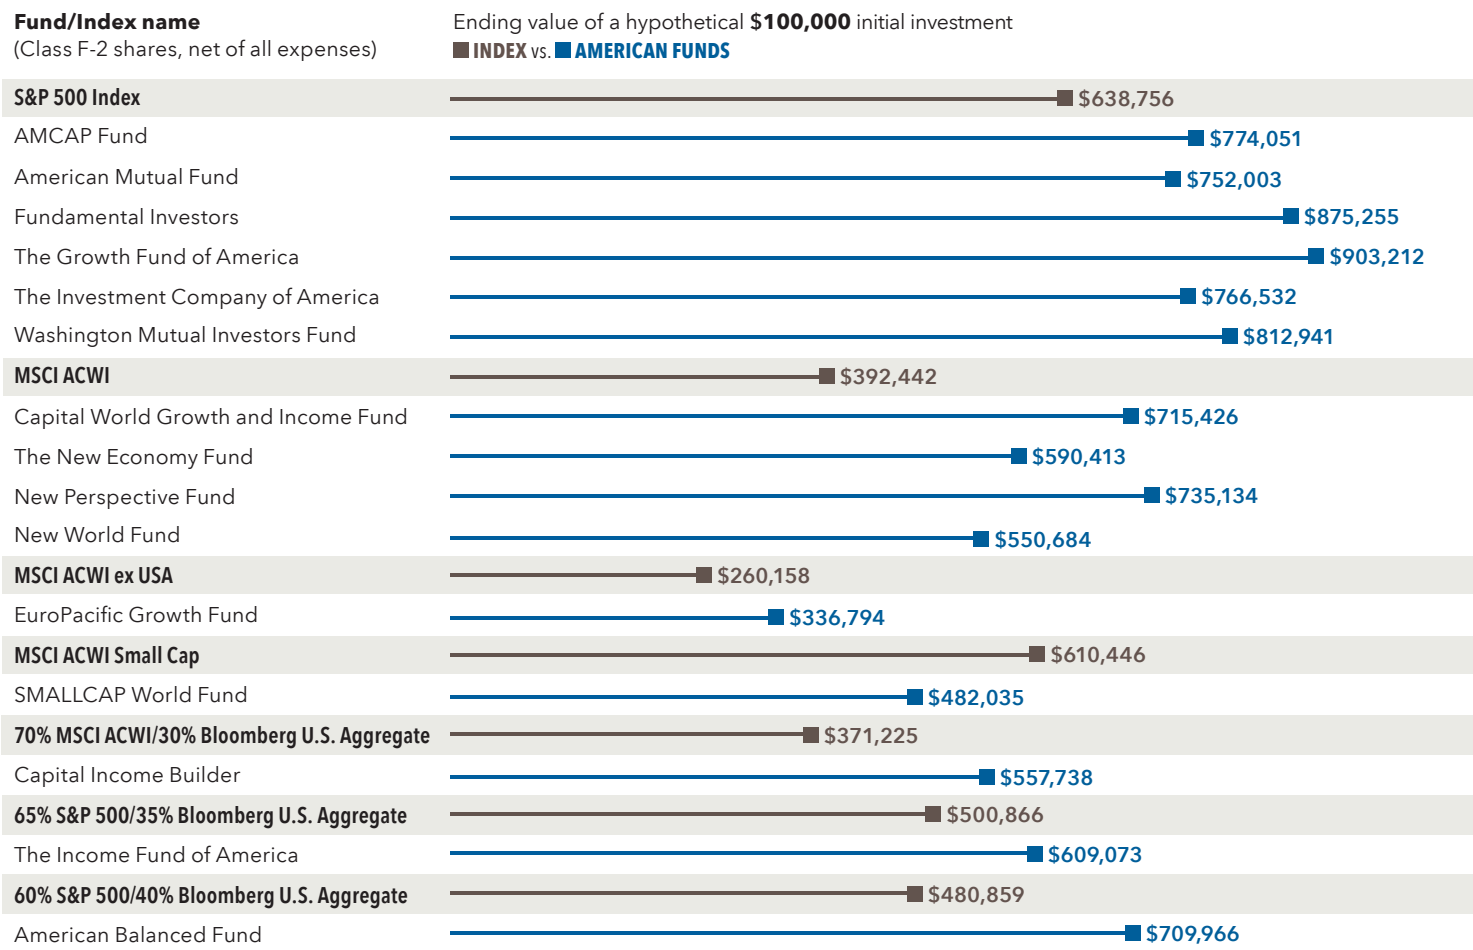 Fund/Index name
(Class F-2 shares, net of all expenses)
Ending value of a hypothetical $100,000 initial investment
INDEX vs. AMERICAN FUNDS
S&P 500 Index $638,756
AMCAP Fund $774,051
American Mutual Fund $752,003
Fundamental Investors $875,255
The Growth Fund of America $903,212
The Investment Company of America $766,532
Washington Mutual Investors Fund $812,941
MSCI ACWI $392,442
Capital World Growth and Income Fund $715,426
The New Economy Fund $590,413
New Perspective Fund $735,134
New World Fund $550,684
MSCI ACWI ex USA $260,158
EuroPacific Growth Fund $336,794
MSCI ACWI Small Cap $610,446
SMALLCAP World Fund $482,035
70% MSCI ACWI/30% Bloomberg U.S. Aggregate $371,225
Capital Income Builder $557,738
65% S&P 500/35% Bloomberg U.S. Aggregate $500,866
The Income Fund of America $609,073
60% S&P 500/40% Bloomberg U.S. Aggregate $480,859
American Balanced Fund $709,966